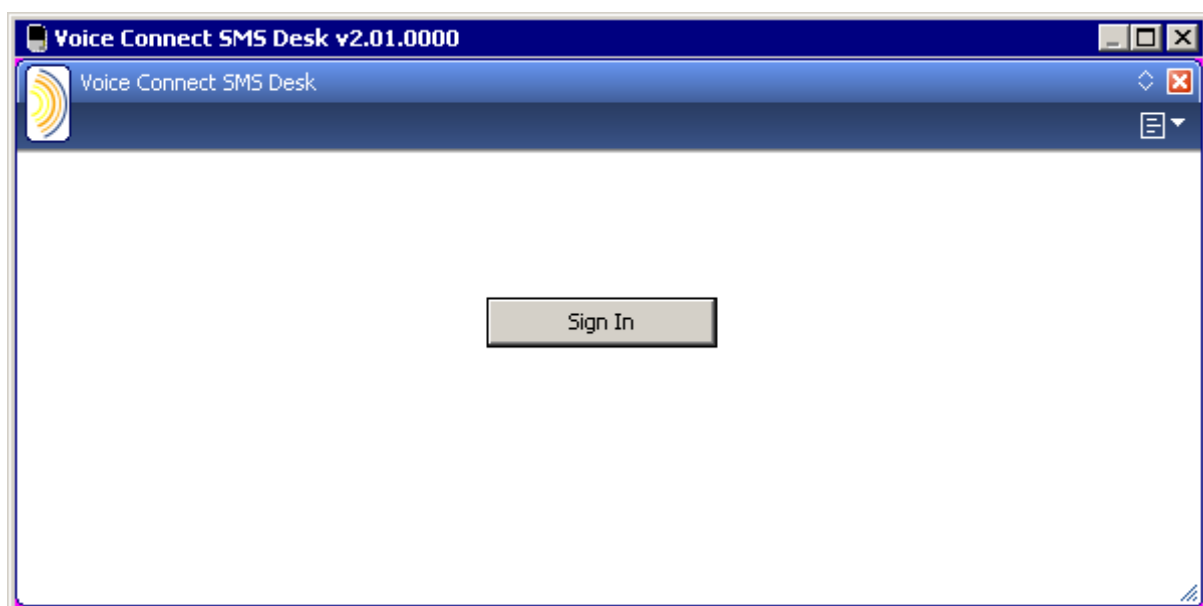 Voice Connect SMS Desk v2.01.0000
Voice Connect SMS Desk
Sign In